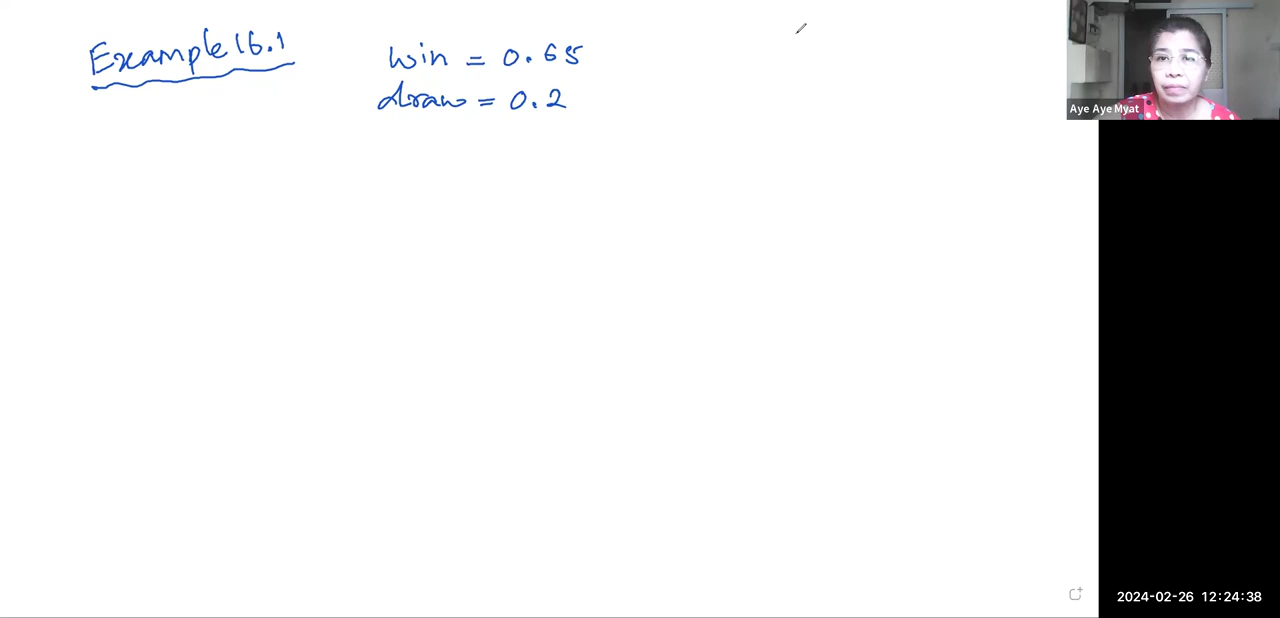 Example 16.1
win = 0.65
draw = 0.2
Aye Aye Myat
2024-02-26 12:24:38